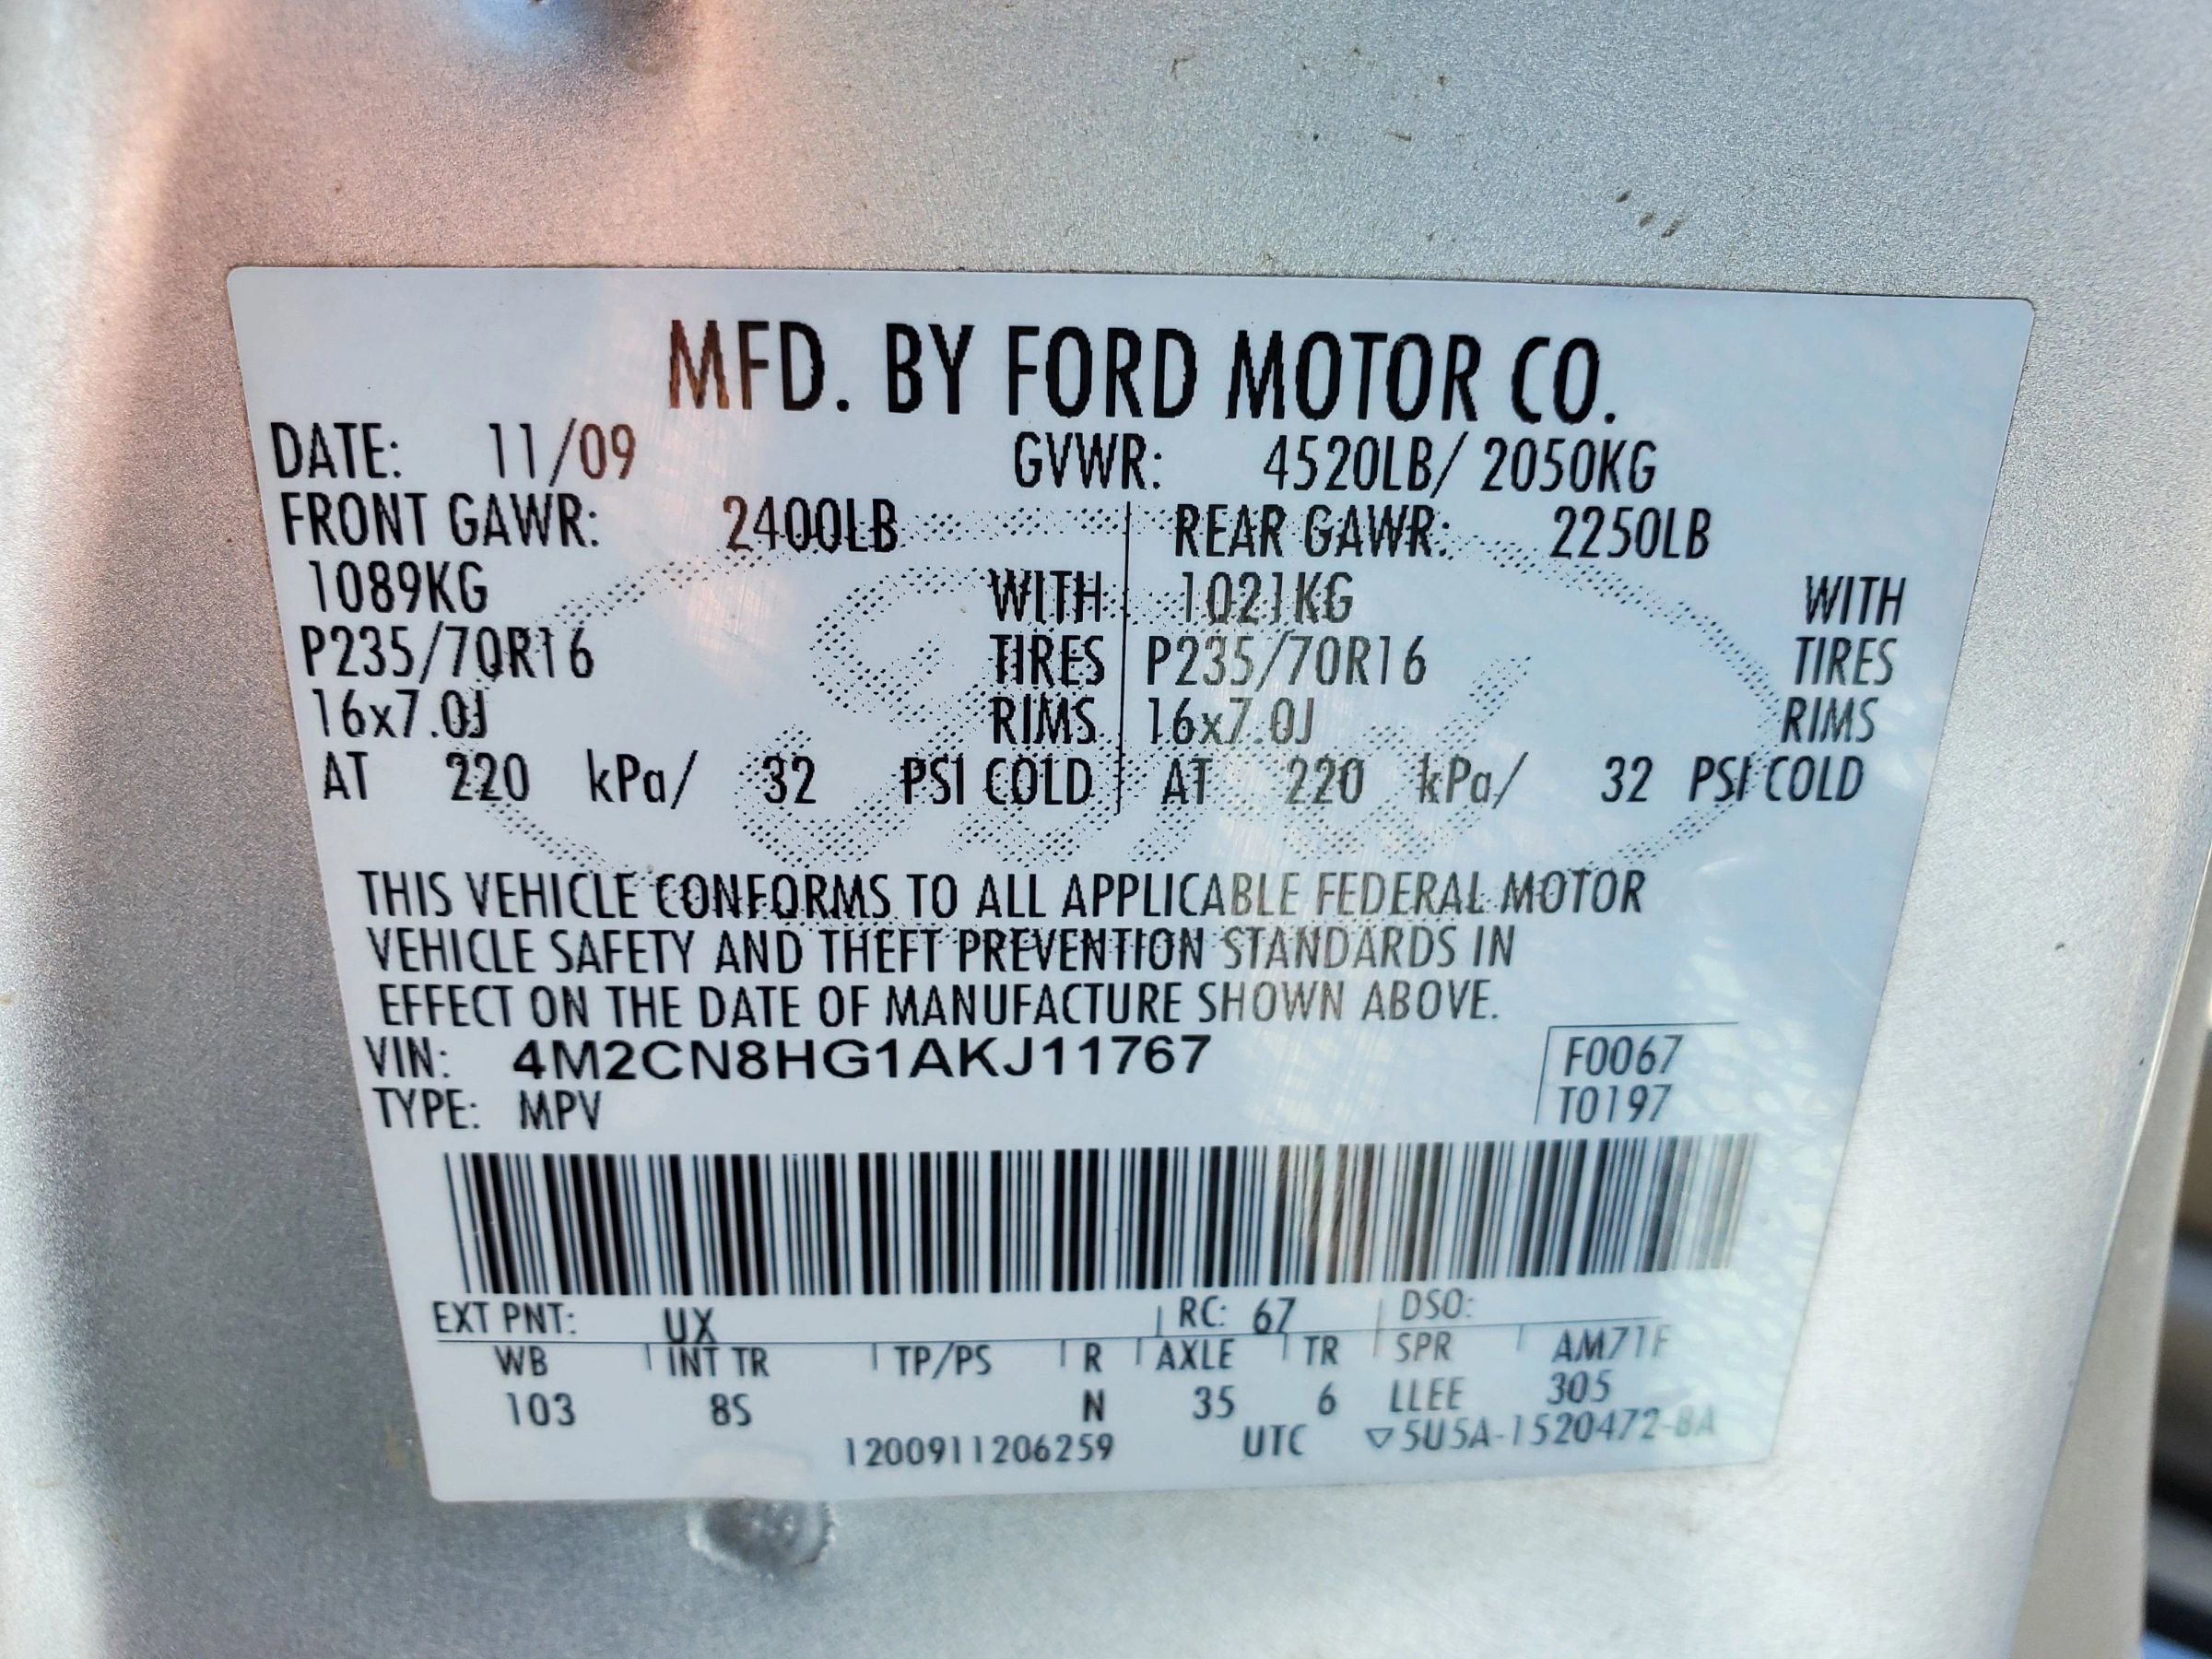 MFD. BY FORD MOTOR CO.
DATE: 11/09 GVWR: 4520LB/ 2050KG
FRONT GAWR: 2400LB REAR GAWR: 2250LB
1089KG WITH 1021KG WITH
P235/70R16 TIRES P235/70R16 TIRES
16x7.0J RIMS 16x7.0J RIMS
AT 220 kPa/ 32 PSI COLD AT 220 kPa/ 32 PSI COLD
THIS VEHICLE CONFORMS TO ALL APPLICABLE FEDERAL MOTOR
VEHICLE SAFETY AND THEFT PREVENTION STANDARDS IN
EFFECT ON THE DATE OF MANUFACTURE SHOWN ABOVE.
VIN: 4M2CN8HG1AKJ11767 F0067
TYPE: MPV T0197
EXT PNT: UX RC: 67 DSO:
WB INT TR TP/PS R AXLE TR SPR AM71F
103 8S N 35 6 LLEE 305
1200911206259 UTC ▽5U5A-1520472-BA